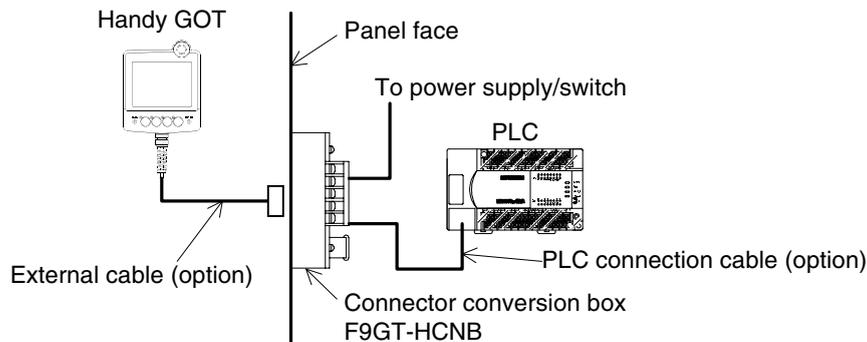 Handy GOT
Panel face
To power supply/switch
PLC
External cable (option)
PLC connection cable (option)
Connector conversion box
F9GT-HCNB